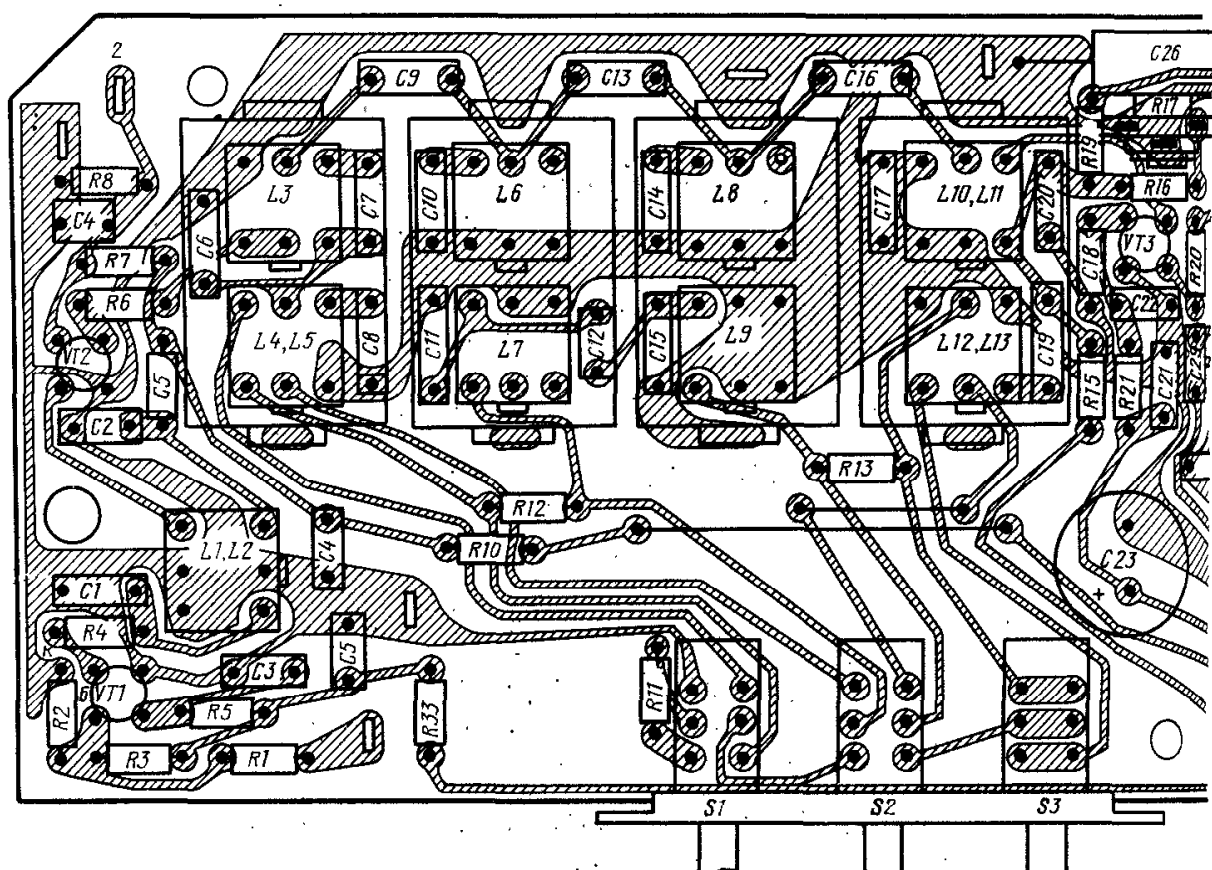 2
C26
C9
C13
C16
R17
R19
R8
L3
C7
C10
L6
C14
L8
C17
L10,L11
C20
R16
C4
C6
C18
VT3
R7
R20
R6
C22
L4,L5
C8
C11
L7
C12
C15
L9
L12,L13
C19
VT2
C5
R15
R21
C21
C2
R13
R12
L1,L2
C4
R10
C23
+
C1
R4
C3
C5
R2
б
VT1
R5
R33
R11
R3
R1
S1
S2
S3